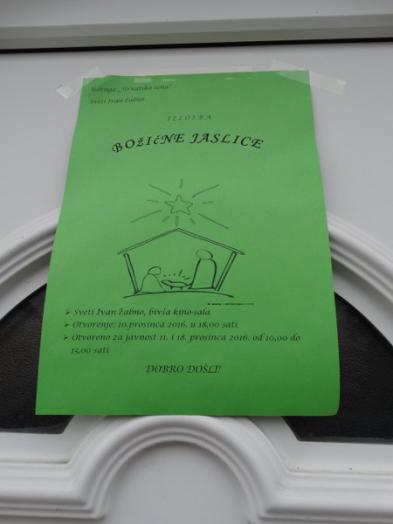 Udruga „Hrvatska žena"
Sveti Ivan Žabno
IZLOŽBA
BOŽIĆNE JASLICE
➢ Sveti Ivan Žabno, bivša kino-sala
➢ Otvorenje: 10.prosinca 2016. u 18,00 sati
➢ Otvoreno za javnost 11. i 18. prosinca 2016. od 10,00 do
13,00 sati
DOBRO DOŠLI!